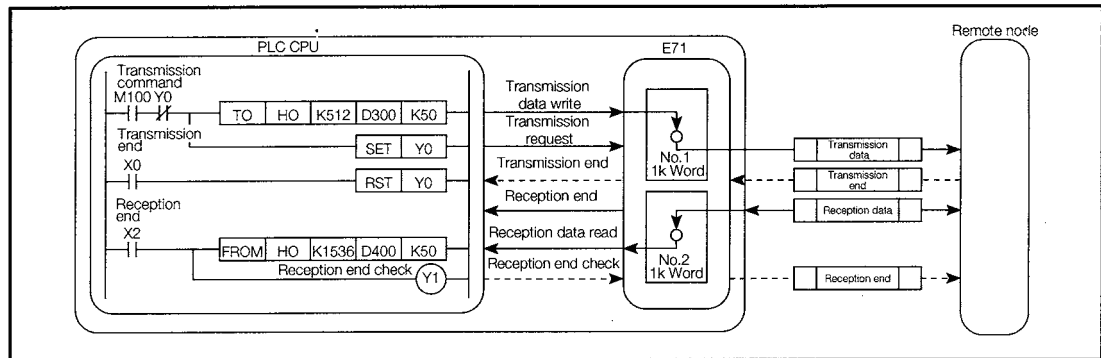 Remote node
PLC CPU
E71
Transmission
command
M100 Y0
TO HO K512 D300 K50
Transmission
data write
Transmission
end
SET Y0
Transmission
request
No.1
1k Word
Transmission
data
X0
RST Y0
Transmission end
Transmission
end
Reception
end
Reception end
Reception data
X2
FROM HO K1536 D400 K50
Reception data read
No.2
1k Word
Reception end check
Y1
Reception end check
Reception end